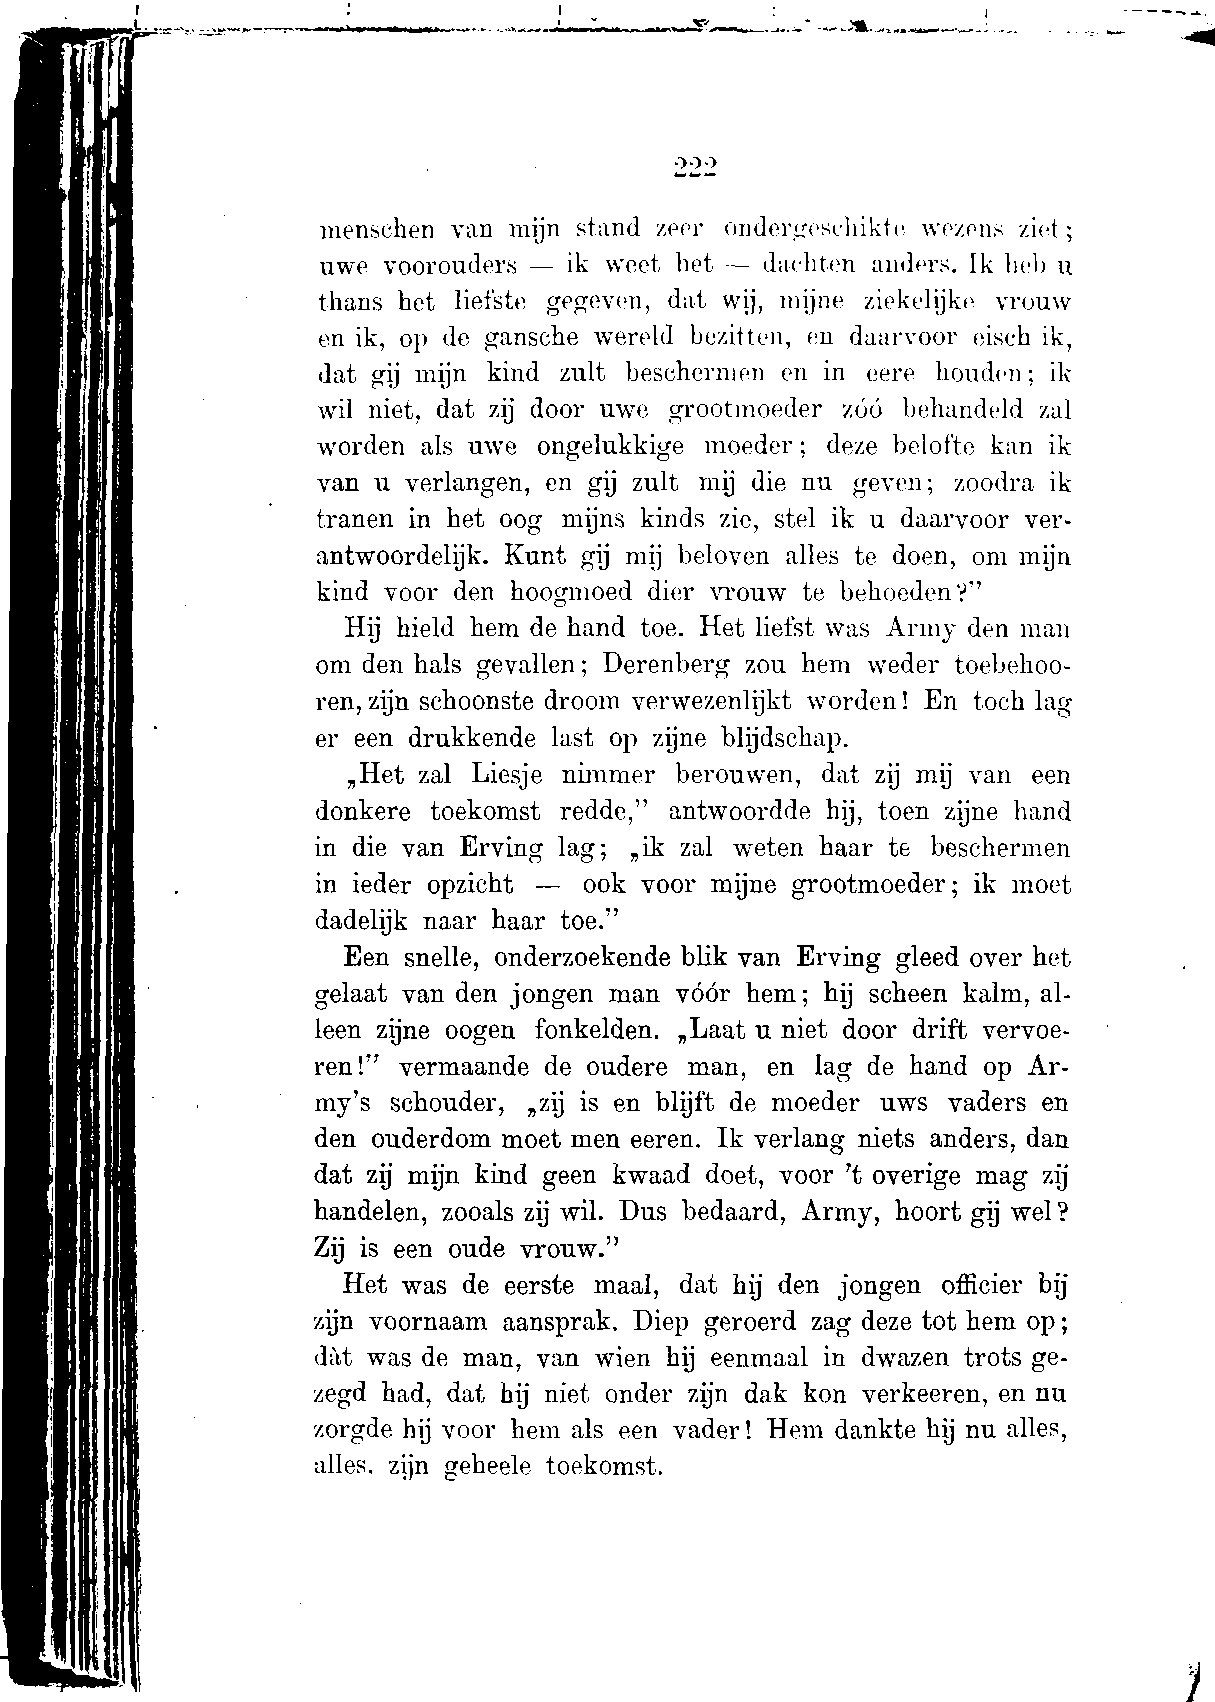 222
menschen van mijn stand zeer ondergeschikte wezens ziet;
uwe voorouders — ik weet het — dachten anders. Ik heb u
thans het liefste gegeven, dat wij, mijne ziekelijke vrouw
en ik, op de gansche wereld bezitten, en daarvoor eisch ik,
dat gij mijn kind zult beschermen en in eere houden; ik
wil niet, dat zij door uwe grootmoeder zóó behandeld zal
worden als uwe ongelukkige moeder; deze belofte kan ik
van u verlangen, en gij zult mij die nu geven; zoodra ik
tranen in het oog mijns kinds zie, stel ik u daarvoor ver-
antwoordelijk. Kunt gij mij beloven alles te doen, om mijn
kind voor den hoogmoed dier vrouw te behoeden?”
Hij hield hem de hand toe. Het liefst was Army den man
om den hals gevallen; Derenberg zou hem weder toebehoo-
ren, zijn schoonste droom verwezenlijkt worden! En toch lag
er een drukkende last op zijne blijdschap.
„Het zal Liesje nimmer berouwen, dat zij mij van een
donkere toekomst redde,” antwoordde hij, toen zijne hand
in die van Erving lag; „ik zal weten haar te beschermen
in ieder opzicht — ook voor mijne grootmoeder; ik moet
dadelijk naar haar toe.”
Een snelle, onderzoekende blik van Erving gleed over het
gelaat van den jongen man vóór hem; hij scheen kalm, al-
leen zijne oogen fonkelden. „Laat u niet door drift vervoe-
ren!” vermaande de oudere man, en lag de hand op Ar-
my’s schouder, „zij is en blijft de moeder uws vaders en
den ouderdom moet men eeren. Ik verlang niets anders, dan
dat zij mijn kind geen kwaad doet, voor ’t overige mag zij
handelen, zooals zij wil. Dus bedaard, Army, hoort gij wel?
Zij is een oude vrouw.”
Het was de eerste maal, dat hij den jongen officier bij
zijn voornaam aansprak. Diep geroerd zag deze tot hem op;
dàt was de man, van wien hij eenmaal in dwazen trots ge-
zegd had, dat hij niet onder zijn dak kon verkeeren, en nu
zorgde hij voor hem als een vader! Hem dankte hij nu alles,
alles, zijn geheele toekomst.